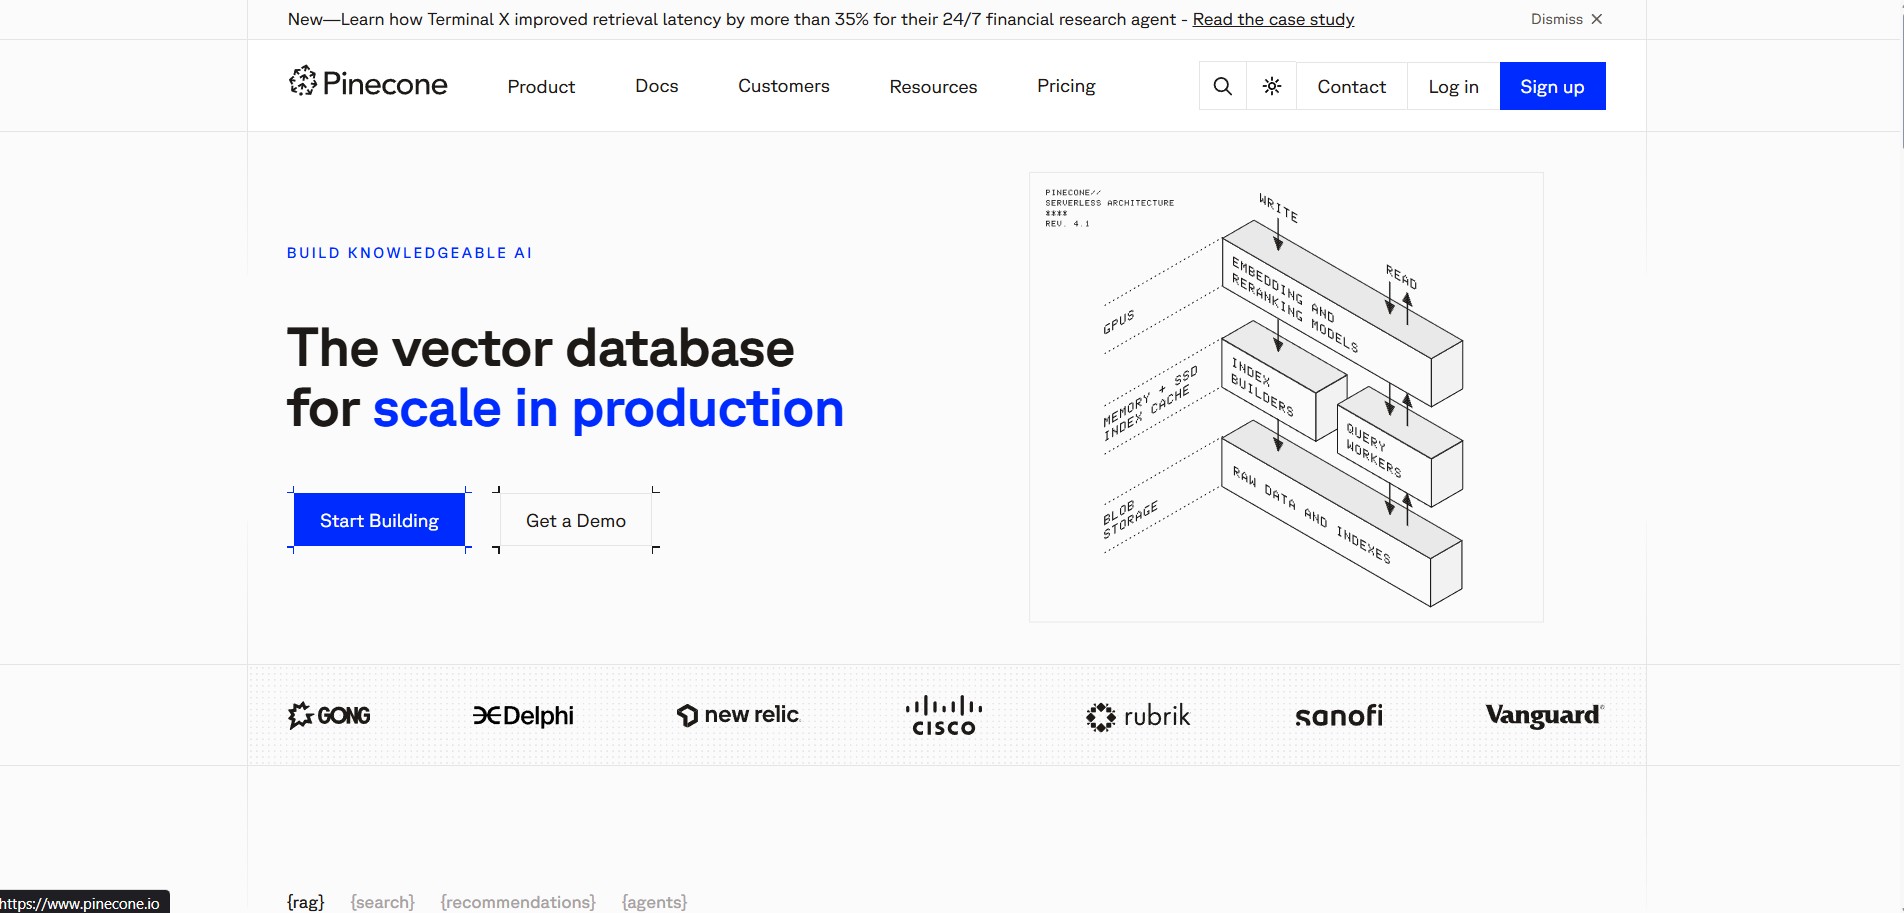 New—Learn how Terminal X improved retrieval latency by more than 35% for their 24/7 financial research agent - Read the case study
Dismiss ×
Pinecone
Product
Docs
Customers
Resources
Pricing
Contact
Log in
Sign up
BUILD KNOWLEDGEABLE AI
The vector database
for scale in production
Start Building
Get a Demo
PINECONE//
SERVERLESS ARCHITECTURE
****
REV. 4.1
WRITE
READ
EMBEDDING AND
RERANKING MODELS
GPUS
INDEX
BUILDERS
MEMORY + SSD
INDEX CACHE
QUERY
WORKERS
RAW DATA AND INDEXES
BLOB
STORAGE
GONG
Delphi
new relic
cisco
rubrik
sanofi
Vanguard®
{rag}
{search}
{recommendations}
{agents}
https://www.pinecone.io